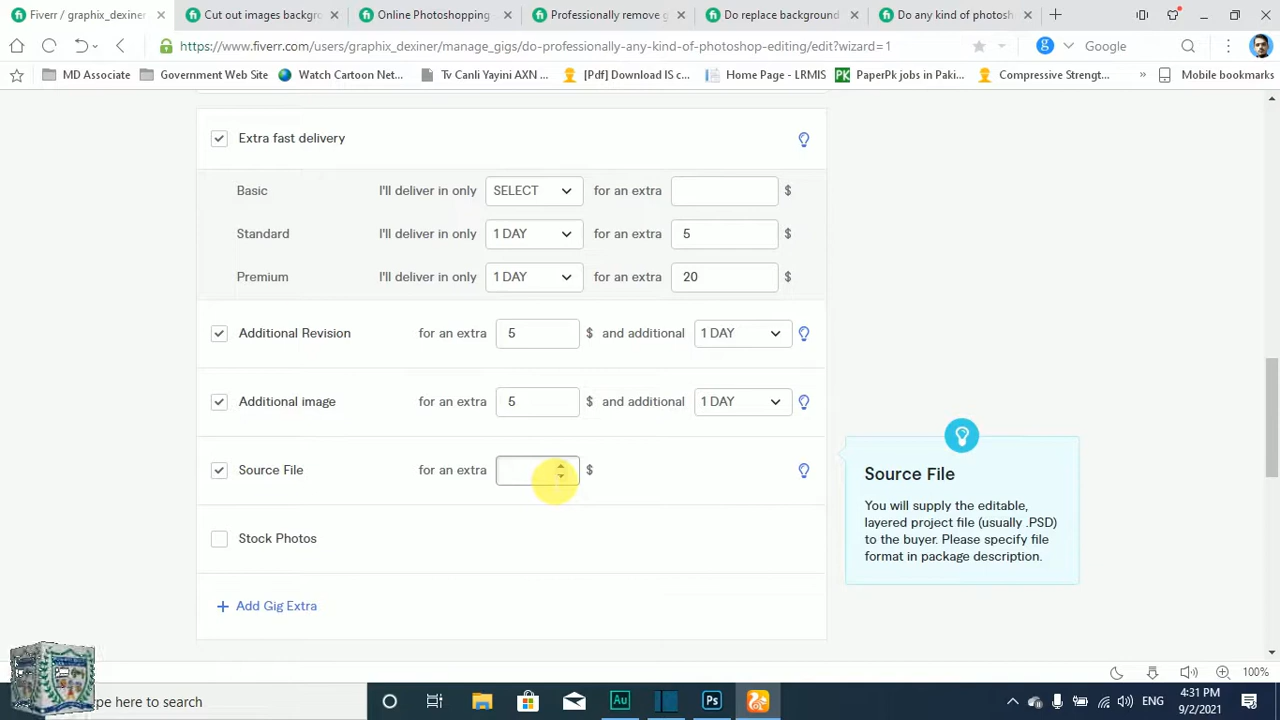 Fiverr / graphix_dexiner
Cut out images backgro
Online Photoshopping -
Professionally remove g
Do replace background
Do any kind of photosh
https://www.fiverr.com/users/graphix_dexiner/manage_gigs/do-professionally-any-kind-of-photoshop-editing/edit?wizard=1
Google
MD Associate
Government Web Site
Watch Cartoon Net...
Tv Canli Yayini AXN ...
[Pdf] Download IS c...
Home Page - LRMIS
PaperPk jobs in Paki...
Compressive Strengt...
»
Mobile bookmarks
Extra fast delivery
Basic I'll deliver in only SELECT for an extra $
Standard I'll deliver in only 1 DAY for an extra 5 $
Premium I'll deliver in only 1 DAY for an extra 20 $
Additional Revision for an extra 5 $ and additional 1 DAY
Additional image for an extra 5 $ and additional 1 DAY
Source File for an extra $
Stock Photos
+ Add Gig Extra
Source File
You will supply the editable,
layered project file (usually .PSD)
to the buyer. Please specify file
format in package description.
100%
ype here to search
Au
Ps
ENG
4:31 PM
9/2/2021